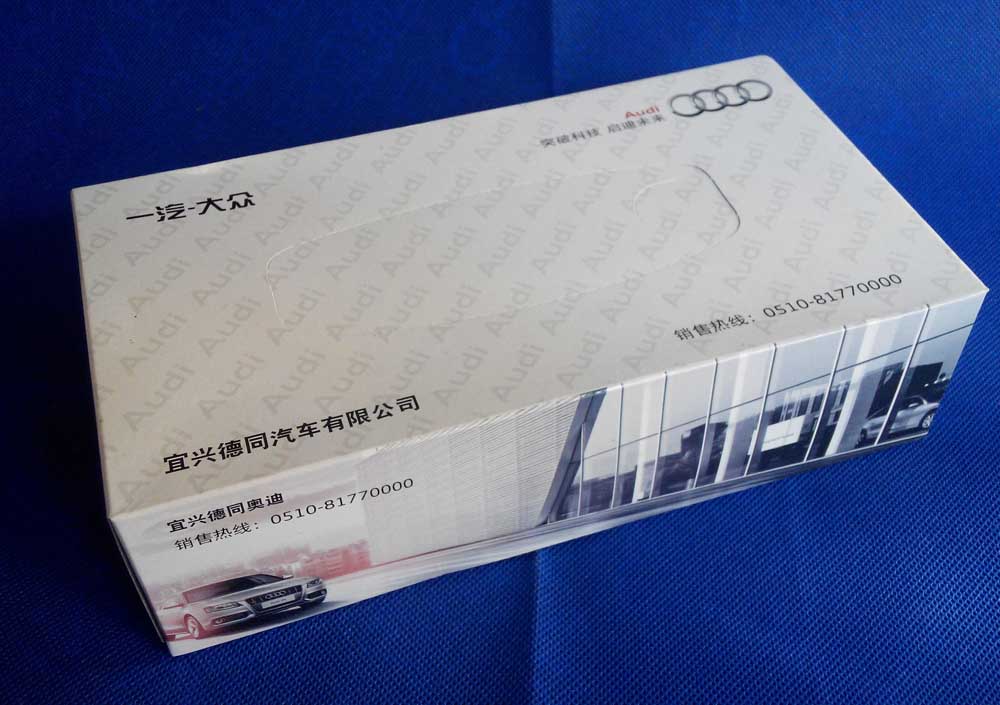 Audi
突破科技 启迪未来
一汽-大众
销售热线：0510-81770000
宜兴德同汽车有限公司
宜兴德同奥迪
销售热线：0510-81770000